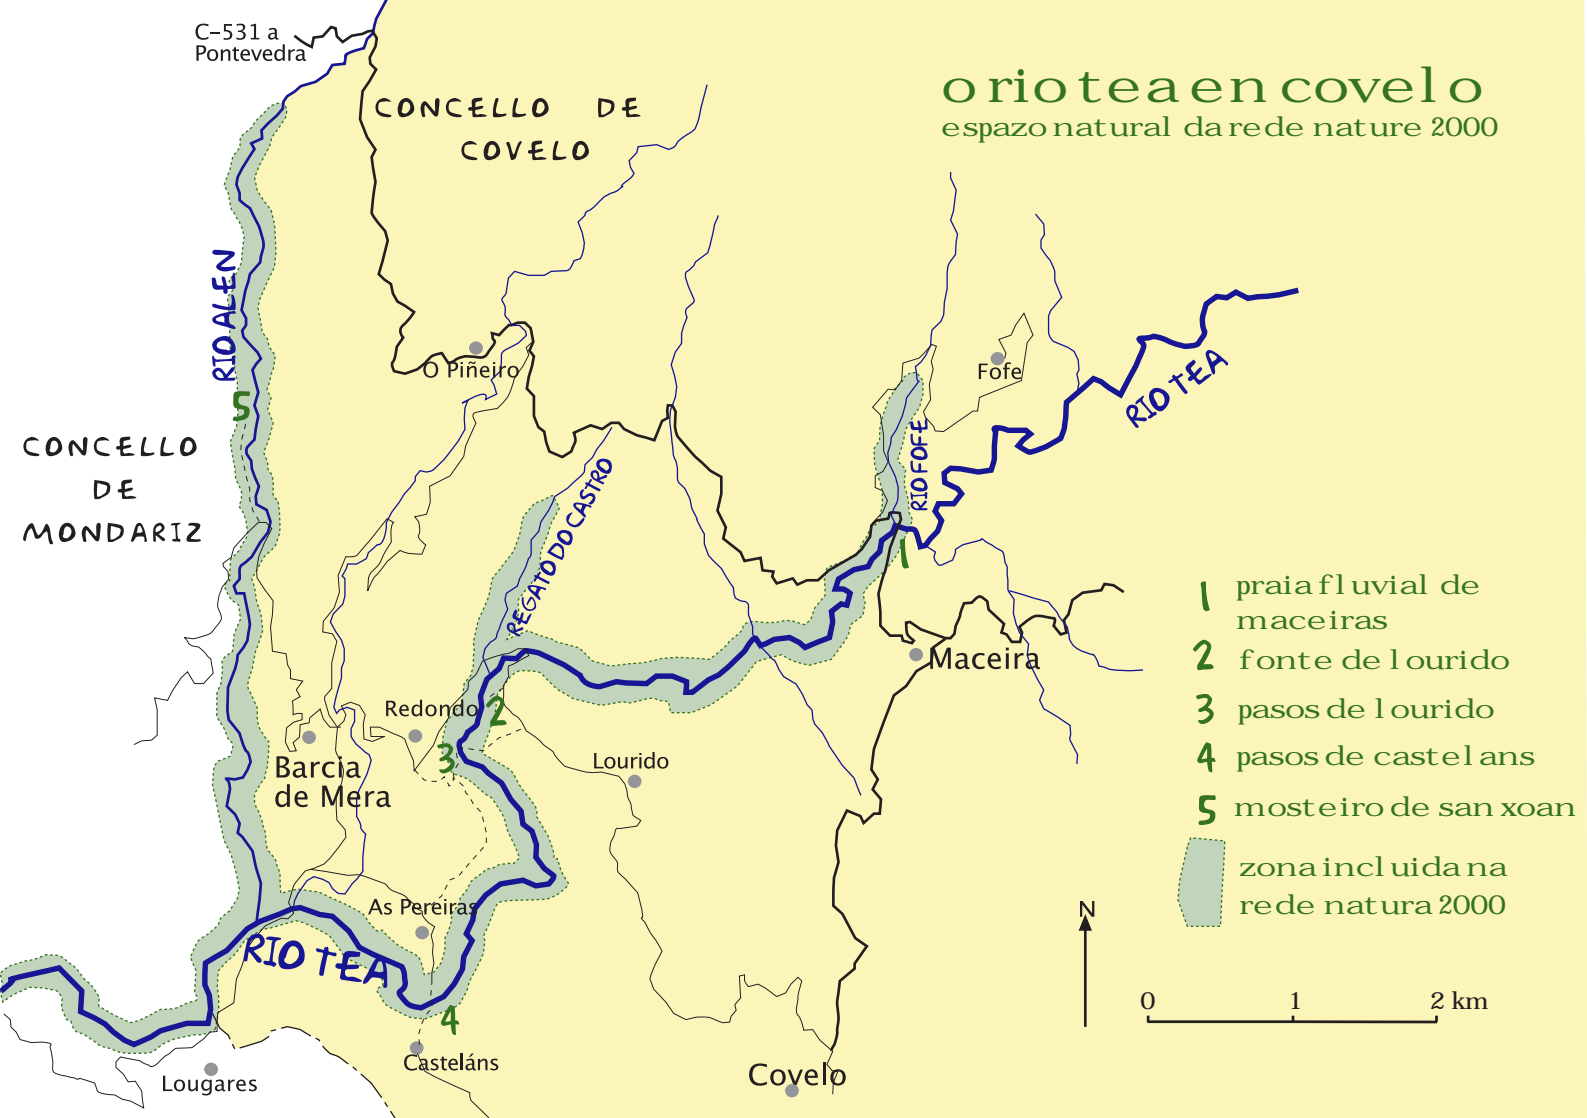 C-531 a
Pontevedra
CONCELLO DE
COVELO
o rio tea en covelo
espazo natural da rede nature 2000
RIO ALEN
O Piñeiro
Fofe
RIO TEA
5
CONCELLO
DE
MONDARIZ
RIO FOFE
REGATO DO CASTRO
1
Maceira
1 praia fluvial de
maceiras
2 fonte de lourido
3 pasos de lourido
4 pasos de castelans
5 mosteiro de san xoan
zona incluida na
rede natura 2000
Redondo
2
3
Lourido
Barcia
de Mera
As Pereiras
RIO TEA
4
N
0 1 2 km
Casteláns
Lougares
Covelo